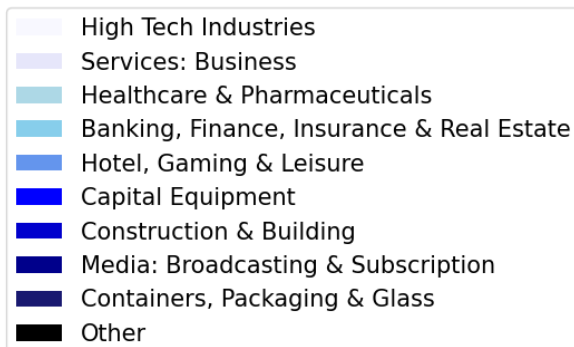 High Tech Industries
Services: Business
Healthcare & Pharmaceuticals
Banking, Finance, Insurance & Real Estate
Hotel, Gaming & Leisure
Capital Equipment
Construction & Building
Media: Broadcasting & Subscription
Containers, Packaging & Glass
Other